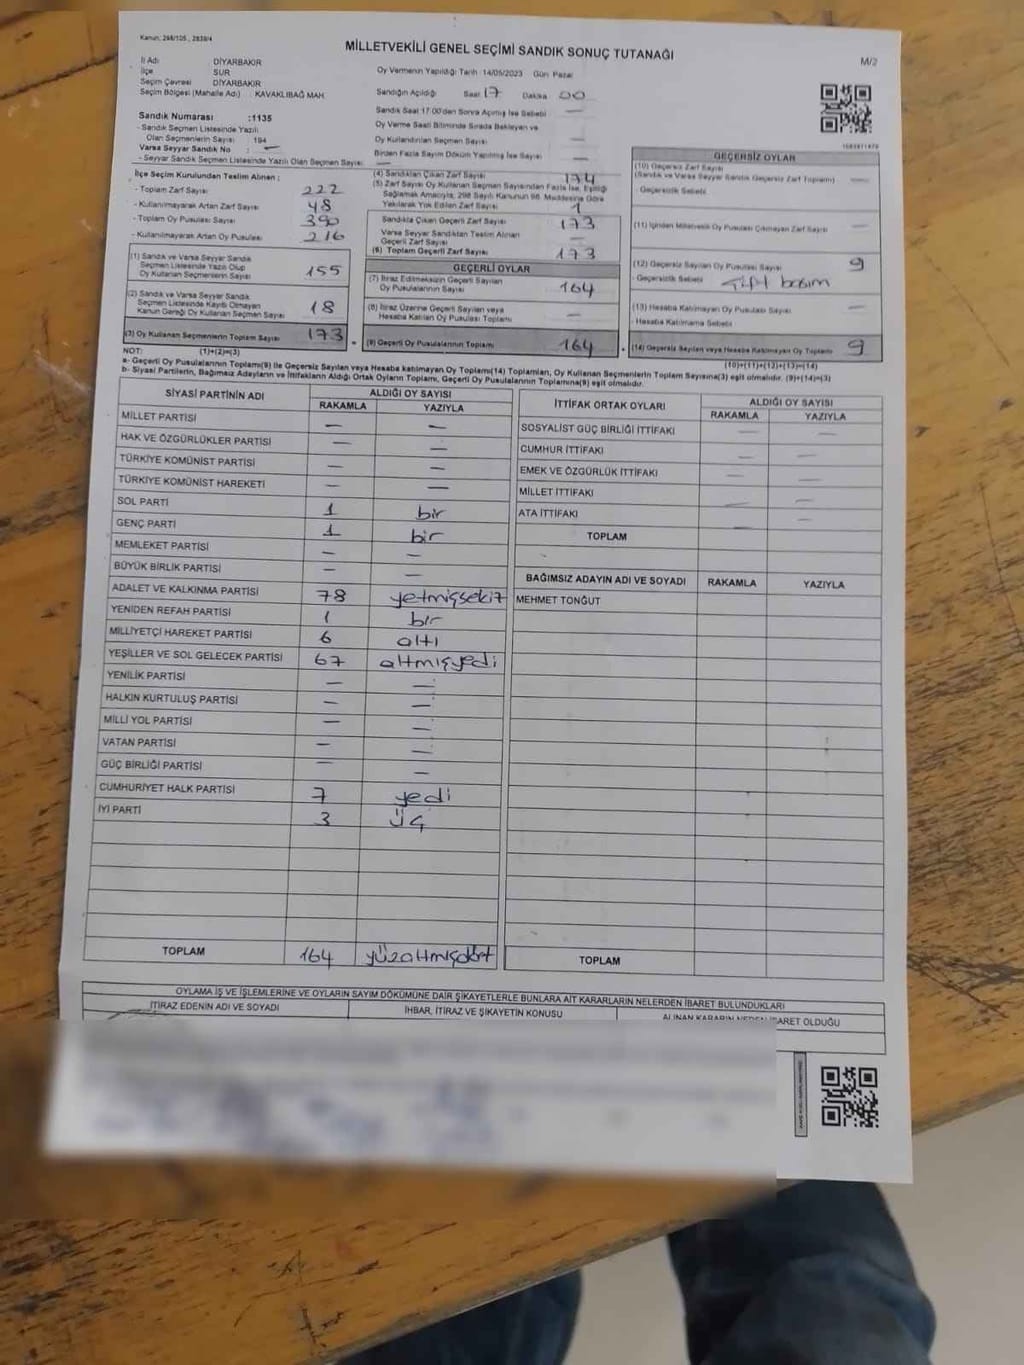 Kanun: 298/105 , 2839/4
MİLLETVEKİLİ GENEL SEÇİMİ SANDIK SONUÇ TUTANAĞI
M/2
İl Adı DİYARBAKIR
İlçe SUR
Seçim Çevresi DİYARBAKIR
Seçim Bölgesi (Mahalle Adı) KAVAKLIBAĞ MAH.
Oy Vermenin Yapıldığı Tarih 14/05/2023 Gün Pazar
Sandığın Açıldığı Saat 17 Dakika 00
Sandık Saat 17:00'den Sonra Açılmış İse Sebebi —
Oy Verme Saati Bitiminde Sırada Bekleyen ve
Oy Kullandırılan Seçmen Sayısı —
Birden Fazla Sayım Döküm Yapılmış İse Sayısı —
Sandık Numarası :1135
- Sandık Seçmen Listesinde Yazılı
Olan Seçmenlerin Sayısı 194
Varsa Seyyar Sandık No : —
- Seyyar Sandık Seçmen Listesinde Yazılı Olan Seçmen Sayısı —
İlçe Seçim Kurulundan Teslim Alınan :
- Toplam Zarf Sayısı : 222
- Kullanılmayarak Artan Zarf Sayısı : 48
- Toplam Oy Pusulası Sayısı : 390
- Kullanılmayarak Artan Oy Pusulası : 216
(1) Sandık ve Varsa Seyyar Sandık
Seçmen Listesinde Yazılı Olup
Oy Kullanan Seçmenlerin Sayısı 155
(2) Sandık ve Varsa Seyyar Sandık
Seçmen Listesinde Kayıtlı Olmayan
Kanun Gereği Oy Kullanan Seçmen Sayısı 18
(3) Oy Kullanan Seçmenlerin Toplam Sayısı 173
(1)+(2)=(3)
(4) Sandıktan Çıkan Zarf Sayısı 174
(5) Zarf Sayısı Oy Kullanan Seçmen Sayısından Fazla İse, Eşitliği
Sağlamak Amacıyla, 298 Sayılı Kanunun 98. Maddesine Göre
Yakılarak Yok Edilen Zarf Sayısı 1
Sandıkta Çıkan Geçerli Zarf Sayısı 173
Varsa Seyyar Sandıktan Teslim Alınan
Geçerli Zarf Sayısı —
(6) Toplam Geçerli Zarf Sayısı 173
GEÇERLİ OYLAR
(7) İtiraz Edilmeksizin Geçerli Sayılan
Oy Pusulalarının Sayısı 164
(8) İtiraz Üzerine Geçerli Sayılan veya
Hesaba Katılan Oy Pusulası Toplamı —
(9) Geçerli Oy Pusulalarının Toplamı 164
GEÇERSİZ OYLAR
(10) Geçersiz Zarf Sayısı
(Sandık ve Varsa Seyyar Sandık Geçersiz Zarf Toplamı) —
- Geçersizlik Sebebi
(11) İçinden Milletvekili Oy Pusulası Çıkmayan Zarf Sayısı —
(12) Geçersiz Sayılan Oy Pusulası Sayısı 9
- Geçersizlik Sebebi Çift basım
(13) Hesaba Katılmayan Oy Pusulası Sayısı —
- Hesaba Katılmama Sebebi
(14) Geçersiz Sayılan veya Hesaba Katılmayan Oy Toplamı 9
(10)+(11)+(12)+(13)=(14)
NOT:
a- Geçerli Oy Pusulalarının Toplamı(9) ile Geçersiz Sayılan veya Hesaba katılmayan Oy Toplamı(14) Toplamları, Oy Kullanan Seçmenlerin Toplam Sayısına(3) eşit olmalıdır. (9)+(14)=(3)
b- Siyasi Partilerin, Bağımsız Adayların ve İttifakların Aldığı Ortak Oyların Toplamı, Geçerli Oy Pusulalarının Toplamına(9) eşit olmalıdır.
SİYASİ PARTİNİN ADI ALDIĞI OY SAYISI
RAKAMLA YAZIYLA
MİLLET PARTİSİ — —
HAK VE ÖZGÜRLÜKLER PARTİSİ — —
TÜRKİYE KOMÜNİST PARTİSİ — —
TÜRKİYE KOMÜNİST HAREKETİ — —
SOL PARTİ 1 bir
GENÇ PARTİ 1 bir
MEMLEKET PARTİSİ — —
BÜYÜK BİRLİK PARTİSİ — —
ADALET VE KALKINMA PARTİSİ 78 yetmişsekiz
YENİDEN REFAH PARTİSİ 1 bir
MİLLİYETÇİ HAREKET PARTİSİ 6 altı
YEŞİLLER VE SOL GELECEK PARTİSİ 67 altmışyedi
YENİLİK PARTİSİ — —
HALKIN KURTULUŞ PARTİSİ — —
MİLLİ YOL PARTİSİ — —
VATAN PARTİSİ — —
GÜÇ BİRLİĞİ PARTİSİ — —
CUMHURİYET HALK PARTİSİ 7 yedi
İYİ PARTİ 3 üç
TOPLAM 164 yüzaltmışdört
İTTİFAK ORTAK OYLARI ALDIĞI OY SAYISI
RAKAMLA YAZIYLA
SOSYALİST GÜÇ BİRLİĞİ İTTİFAKI — —
CUMHUR İTTİFAKI — —
EMEK VE ÖZGÜRLÜK İTTİFAKI — —
MİLLET İTTİFAKI — —
ATA İTTİFAKI — —
TOPLAM
BAĞIMSIZ ADAYIN ADI VE SOYADI RAKAMLA YAZIYLA
MEHMET TONĞUT
TOPLAM
OYLAMA İŞ VE İŞLEMLERİNE VE OYLARIN SAYIM DÖKÜMÜNE DAİR ŞİKAYETLERLE BUNLARA AİT KARARLARIN NELERDEN İBARET BULUNDUKLARI
İTİRAZ EDENİN ADI VE SOYADI
İHBAR, İTİRAZ VE ŞİKAYETİN KONUSU
ALINAN KARARIN NEDEN İBARET OLDUĞU